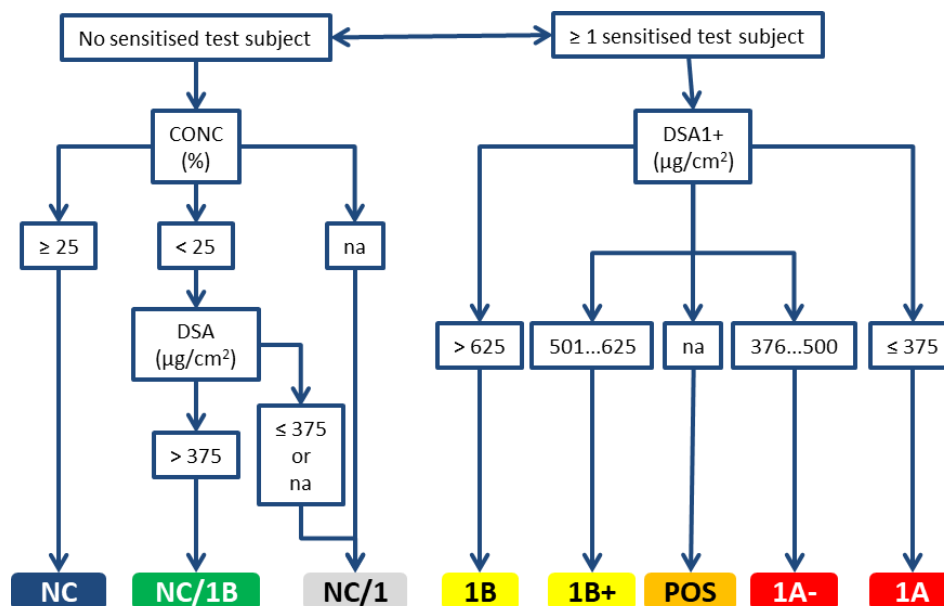 No sensitised test subject
≥ 1 sensitised test subject
CONC
(%)
DSA1+
(µg/cm²)
≥ 25
< 25
na
DSA
(µg/cm²)
> 625
501...625
na
376...500
≤ 375
> 375
≤ 375
or
na
NC
NC/1B
NC/1
1B
1B+
POS
1A-
1A